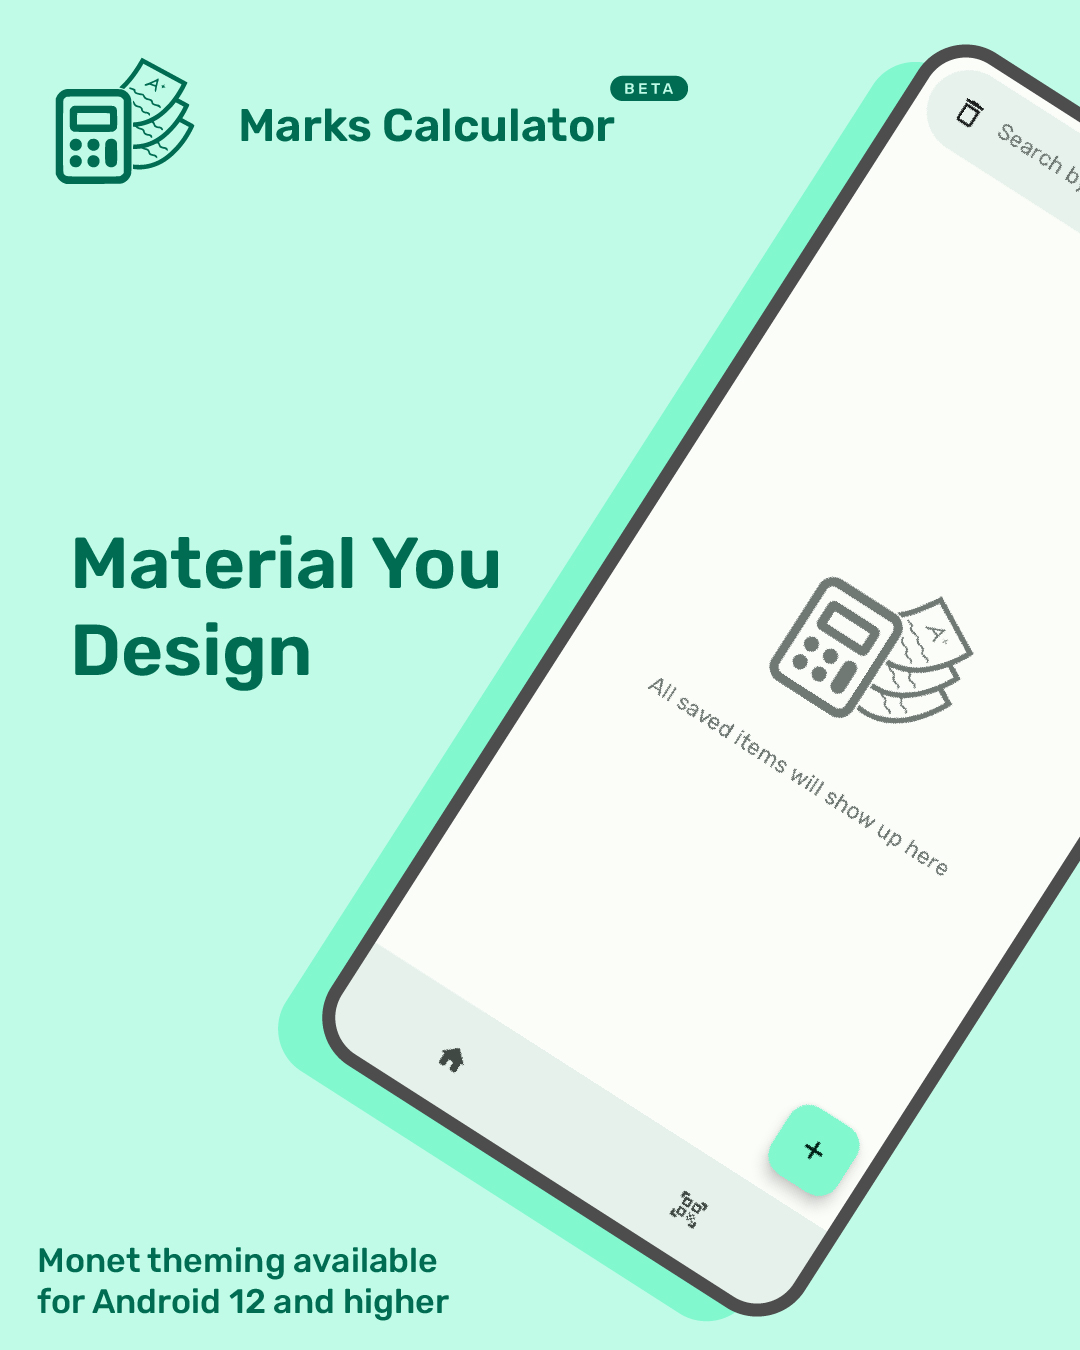 BETA
Marks Calculator
A+
Search by
Material You
Design
A+
All saved items will show up here
Monet theming available
for Android 12 and higher